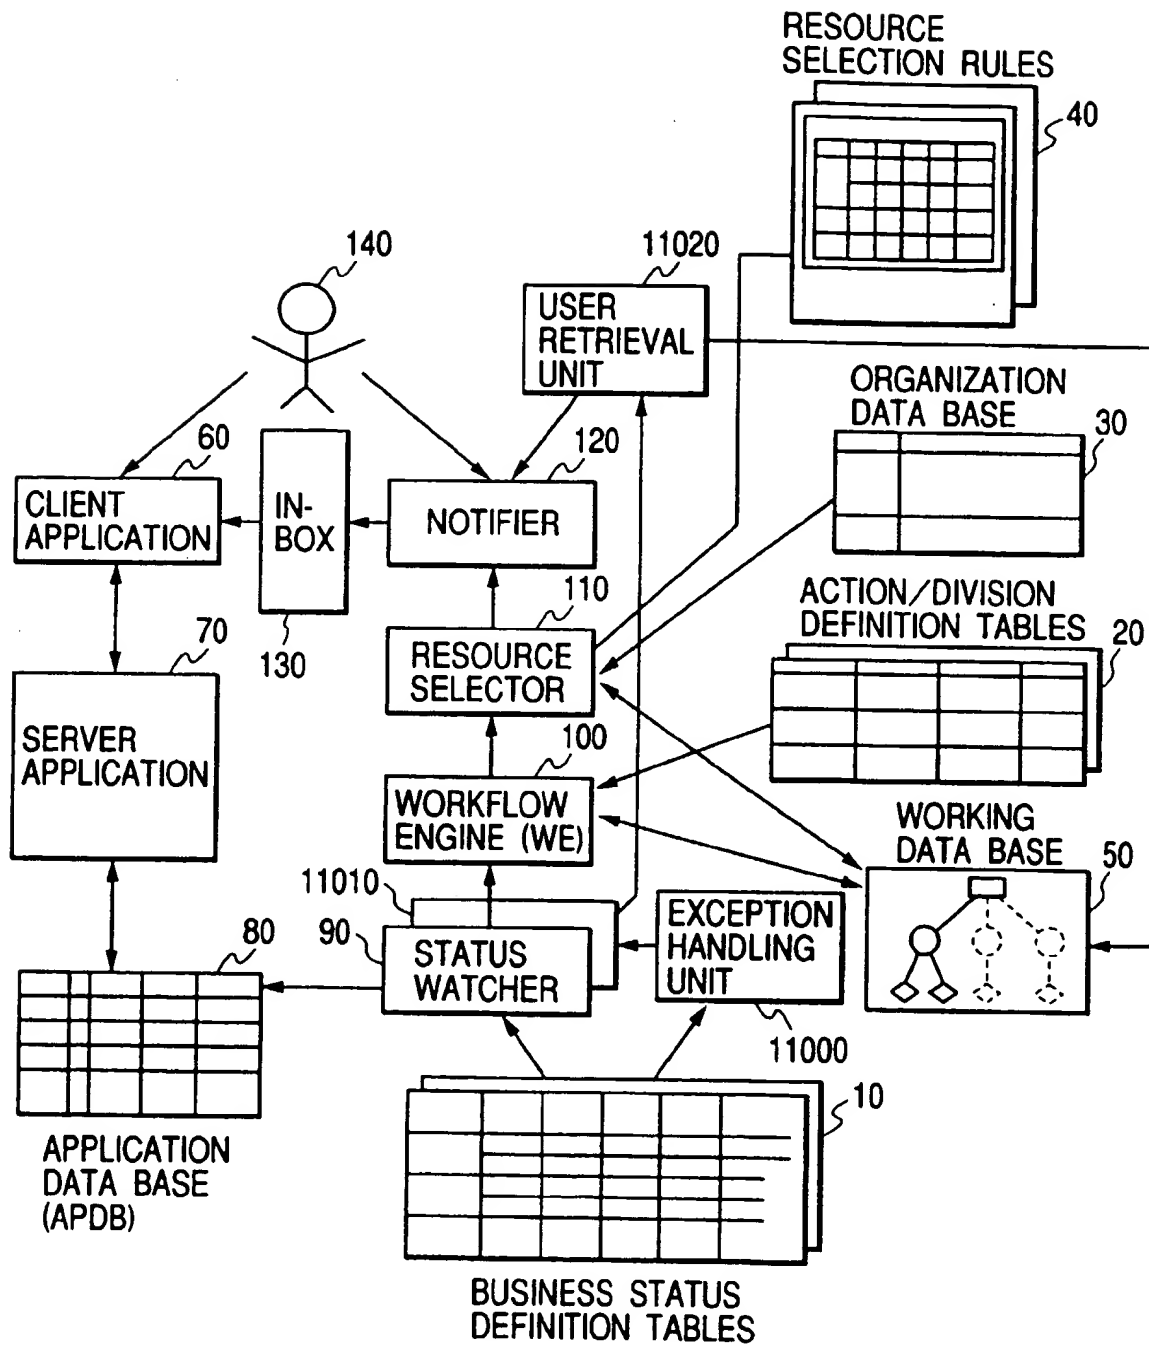 RESOURCE
SELECTION RULES
40
140
11020
USER
RETRIEVAL
UNIT
ORGANIZATION
DATA BASE
30
60
120
CLIENT
APPLICATION
IN-
BOX
NOTIFIER
110
ACTION/DIVISION
DEFINITION TABLES
20
70
130
RESOURCE
SELECTOR
SERVER
APPLICATION
100
WORKFLOW
ENGINE (WE)
WORKING
DATA BASE
50
11010
90
STATUS
WATCHER
EXCEPTION
HANDLING
UNIT
80
11000
10
APPLICATION
DATA BASE
(APDB)
BUSINESS STATUS
DEFINITION TABLES